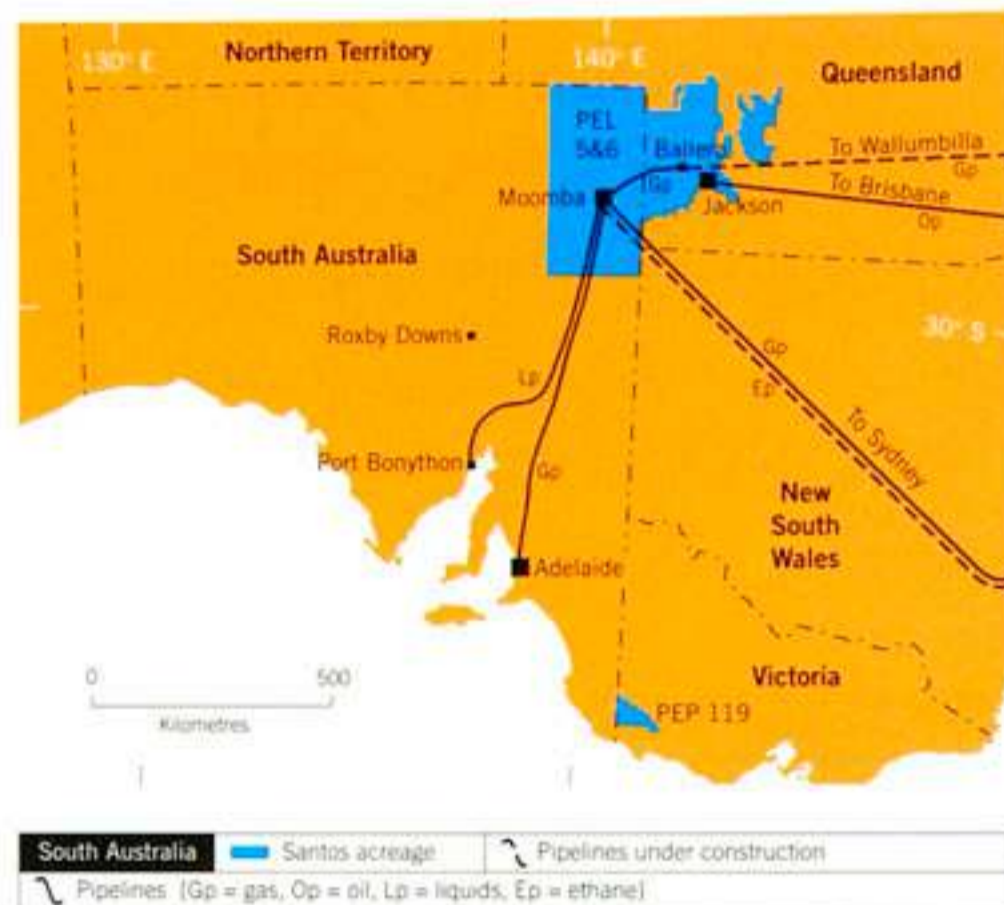 Northern Territory
130° E
140° E
Queensland
PEL
5&6
Ballera
To Wallumbilla
Gp
Gp
To Brisbane
Op
Moomba
Jackson
South Australia
30° S
Roxby Downs
Gp
Lp
Ep
To Sydney
Port Bonython
Gp
New
South
Wales
Adelaide
0 500
Kilometres
Victoria
PEP 119
South Australia Santos acreage Pipelines under construction
Pipelines (Gp = gas, Op = oil, Lp = liquids, Ep = ethane)